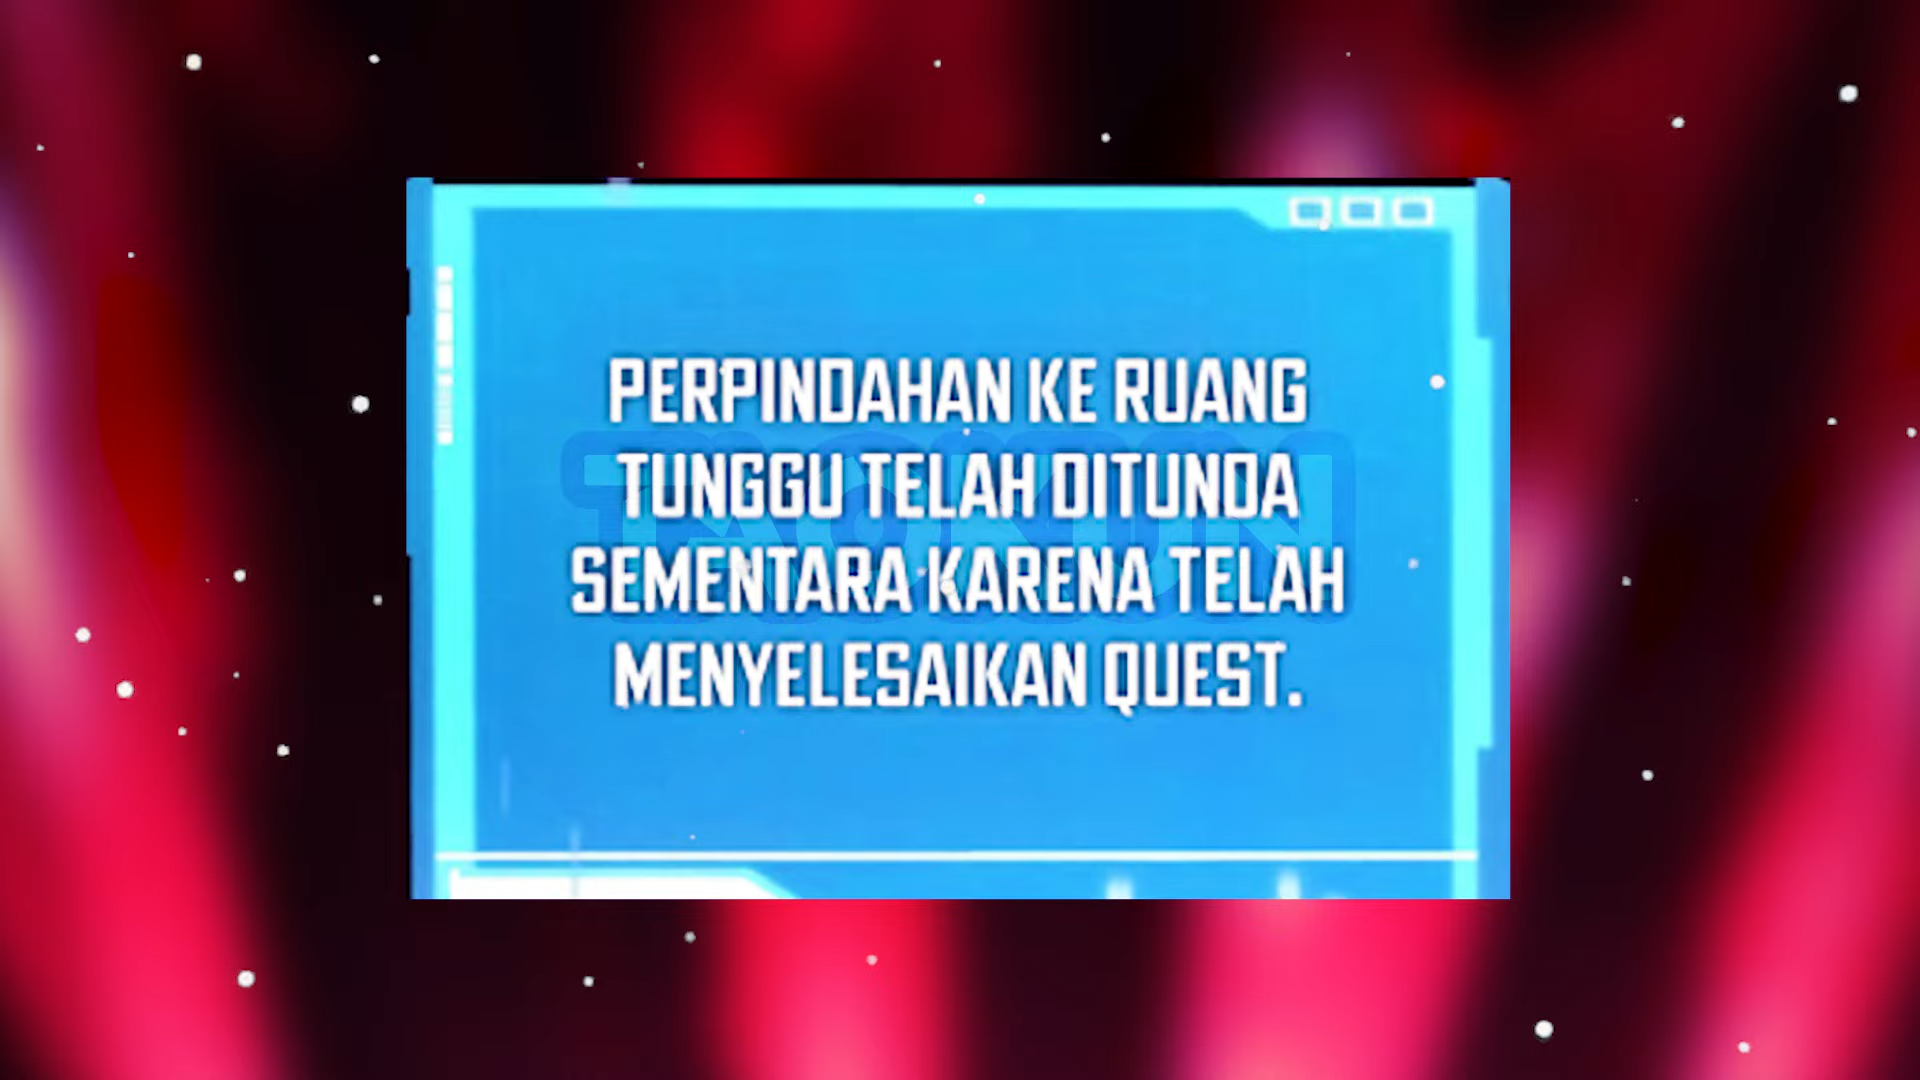 PERPINDAHAN KE RUANG
TUNGGU TELAH DITUNDA
SEMENTARA KARENA TELAH
MENYELESAIKAN QUEST.